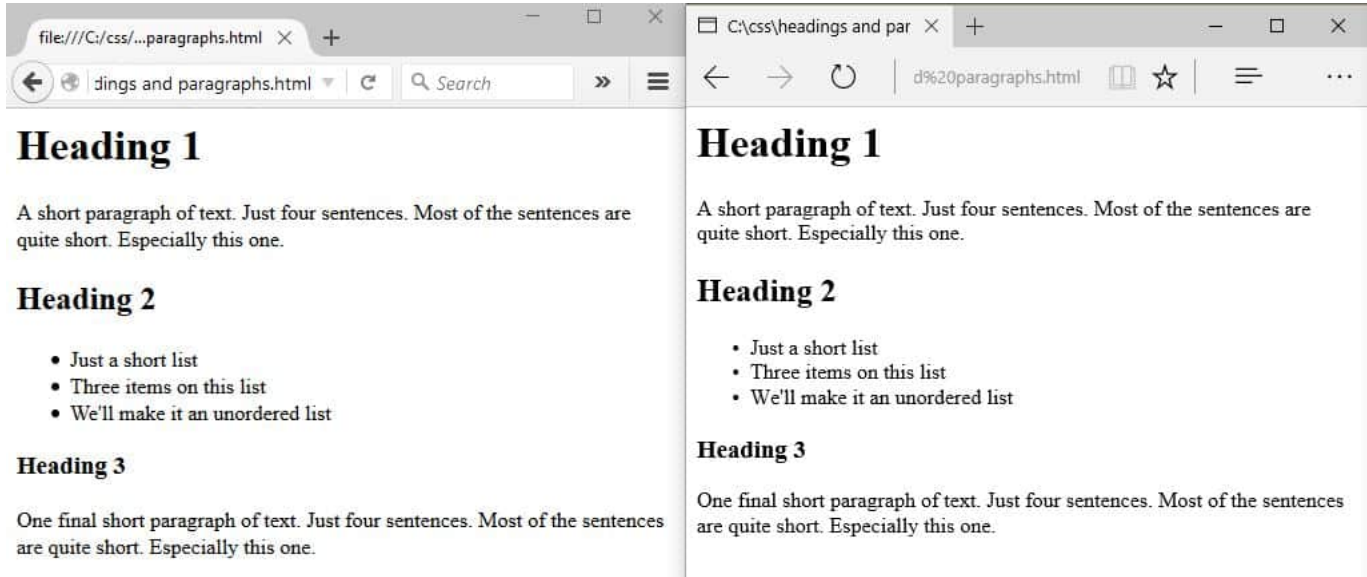 file:///C:/css/...paragraphs.html
dings and paragraphs.html
Search
Heading 1
A short paragraph of text. Just four sentences. Most of the sentences are
quite short. Especially this one.
Heading 2
• Just a short list
• Three items on this list
• We'll make it an unordered list
Heading 3
One final short paragraph of text. Just four sentences. Most of the sentences
are quite short. Especially this one.
C:\css\headings and par
d%20paragraphs.html
Heading 1
A short paragraph of text. Just four sentences. Most of the sentences are
quite short. Especially this one.
Heading 2
• Just a short list
• Three items on this list
• We'll make it an unordered list
Heading 3
One final short paragraph of text. Just four sentences. Most of the sentences
are quite short. Especially this one.